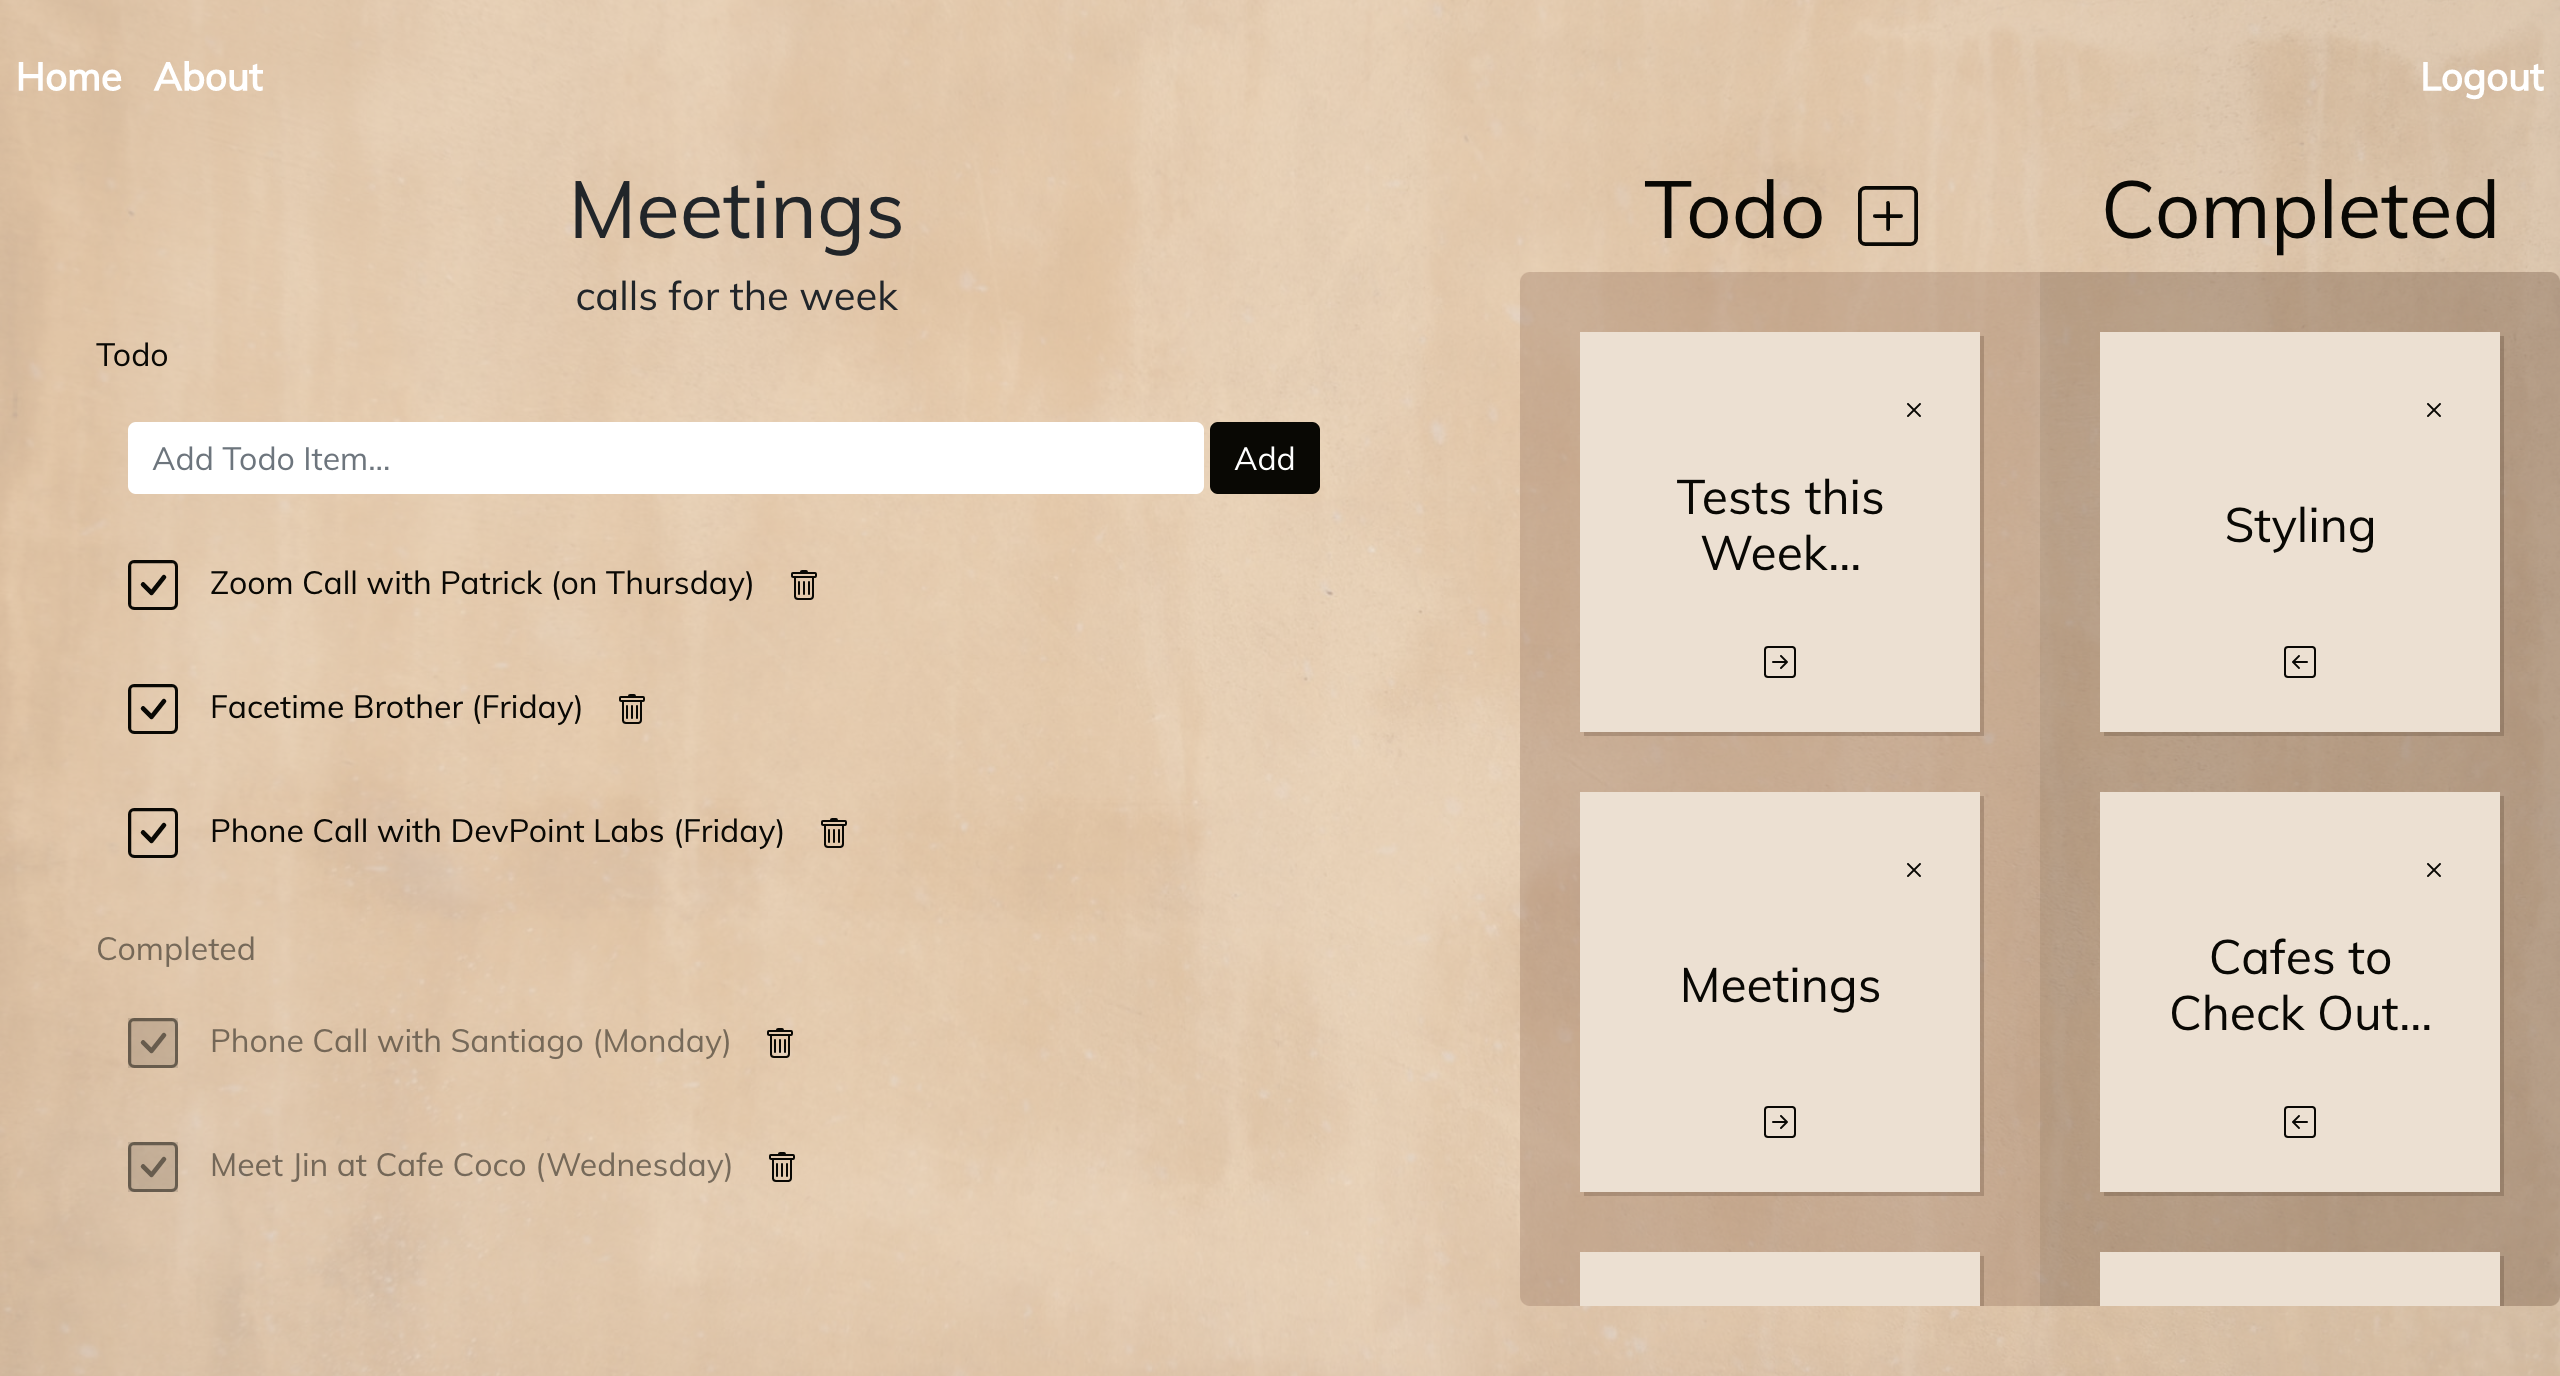 Home About Logout
Meetings
calls for the week
Todo
Add Todo Item... Add
Zoom Call with Patrick (on Thursday)
Facetime Brother (Friday)
Phone Call with DevPoint Labs (Friday)
Completed
Phone Call with Santiago (Monday)
Meet Jin at Cafe Coco (Wednesday)
Todo
Tests this
Week...
Meetings
Completed
Styling
Cafes to
Check Out...